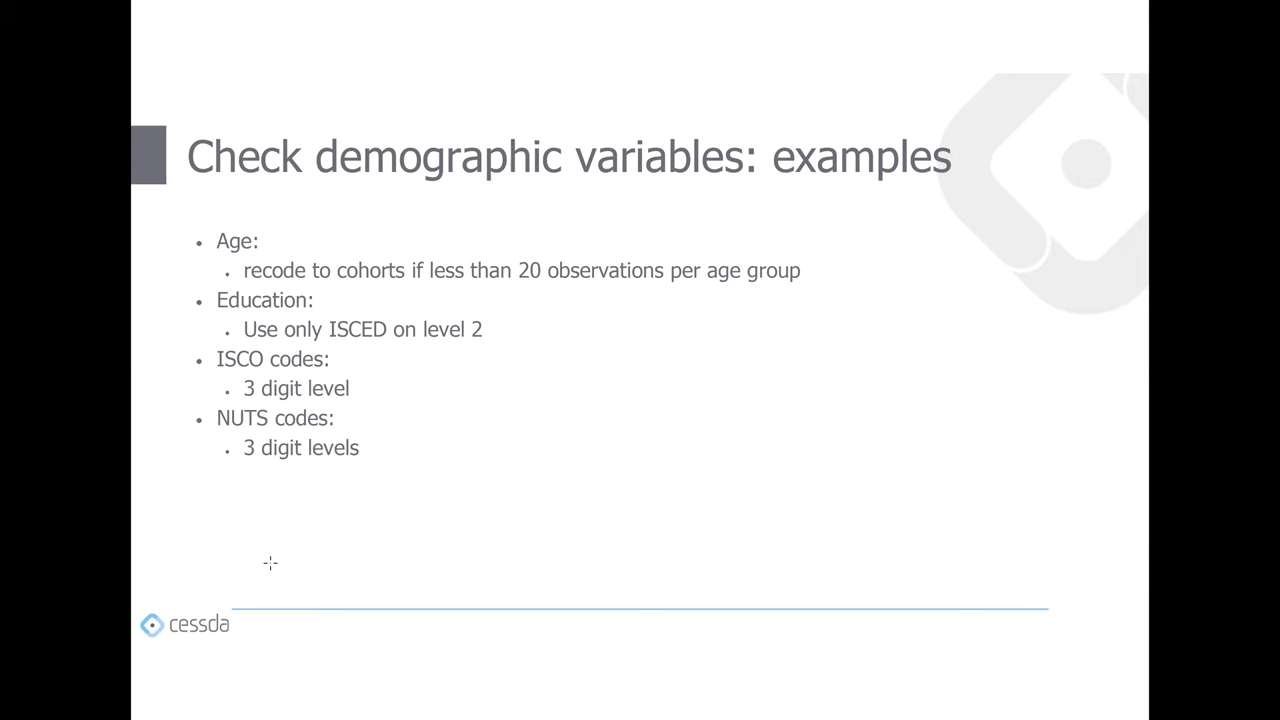 Check demographic variables: examples
• Age:
• recode to cohorts if less than 20 observations per age group
• Education:
• Use only ISCED on level 2
• ISCO codes:
• 3 digit level
• NUTS codes:
• 3 digit levels
cessda